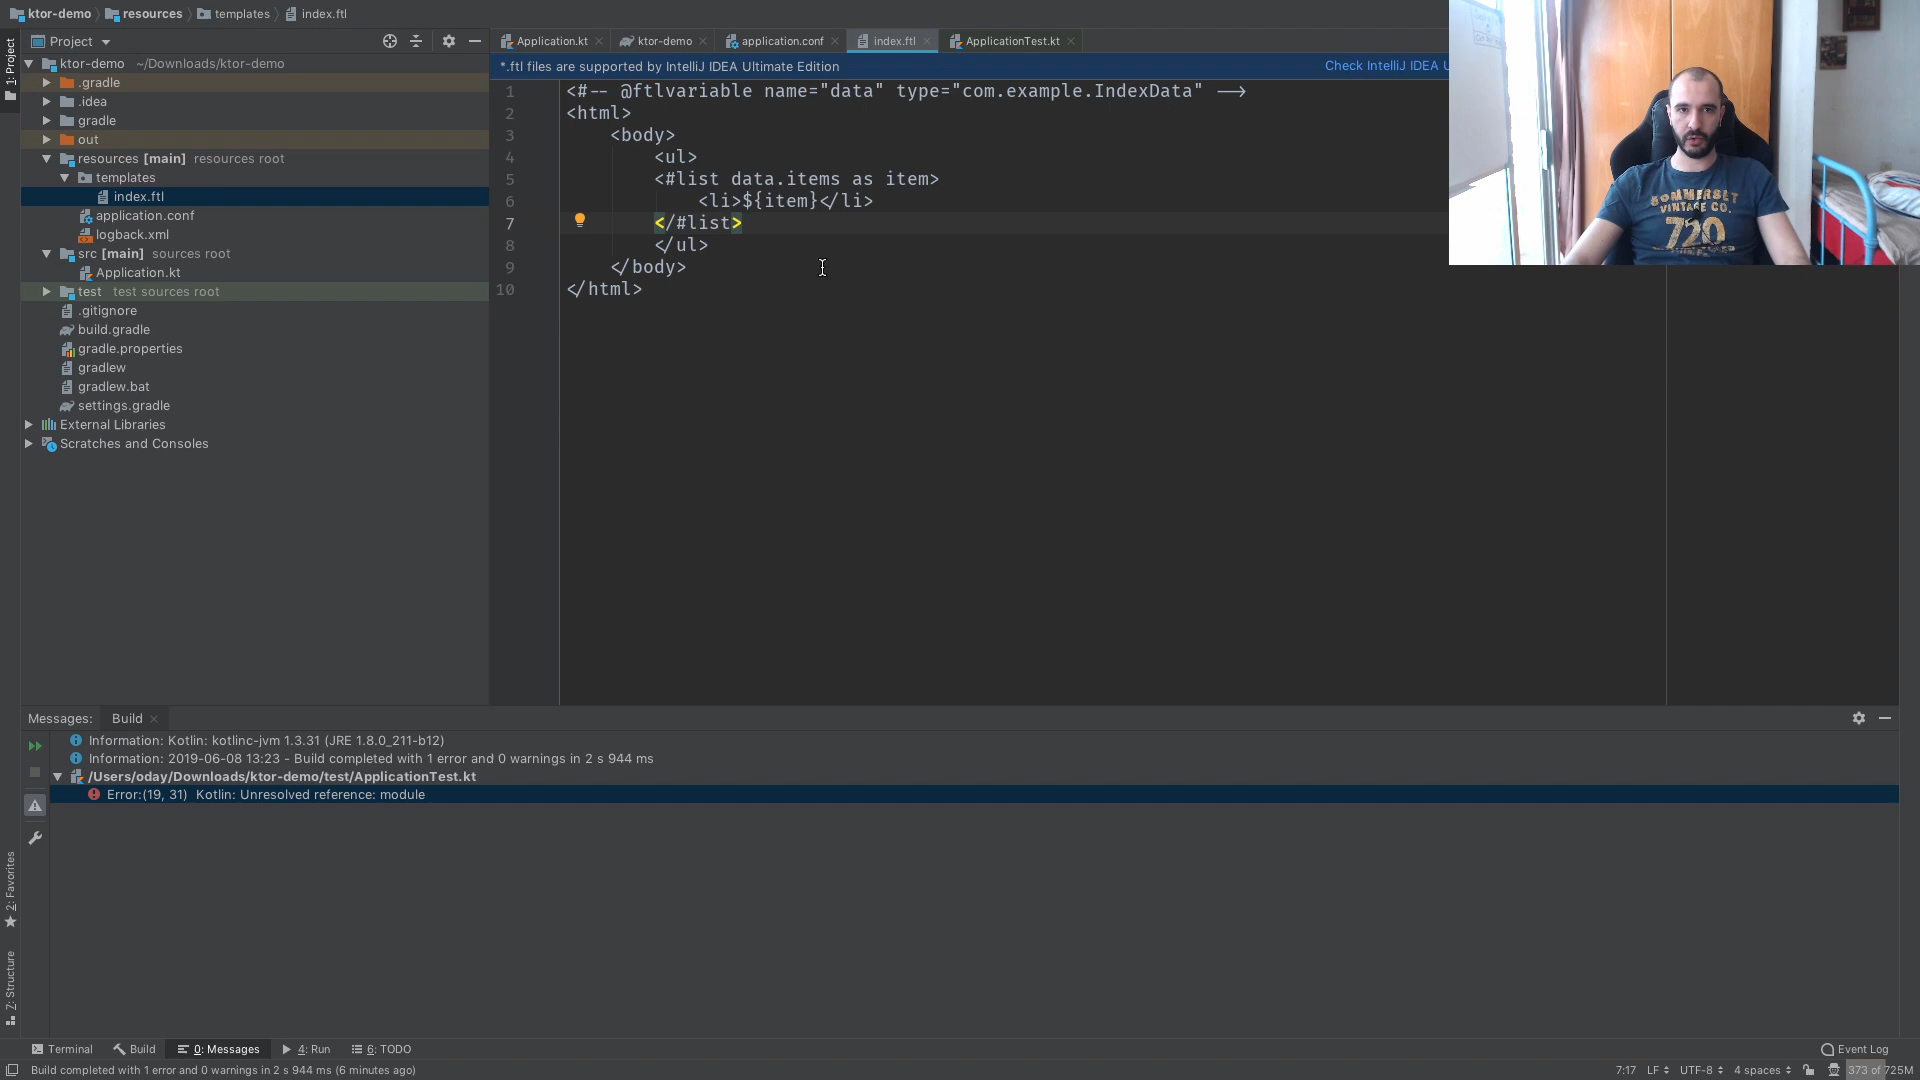 ktor-demo resources templates index.ftl
1: Project
Project
Application.kt ktor-demo application.conf index.ftl ApplicationTest.kt
*.ftl files are supported by IntelliJ IDEA Ultimate Edition
Check IntelliJ IDEA U
ktor-demo ~/Downloads/ktor-demo
.gradle
.idea
gradle
out
resources [main] resources root
templates
index.ftl
application.conf
logback.xml
src [main] sources root
Application.kt
test test sources root
.gitignore
build.gradle
gradle.properties
gradlew
gradlew.bat
settings.gradle
External Libraries
Scratches and Consoles
1 <#-- @ftlvariable name="data" type="com.example.IndexData" -->
2 <html>
3 <body>
4 <ul>
5 <#list data.items as item>
6 <li>${item}</li>
7 </#list>
8 </ul>
9 </body>
10 </html>
SOMMERSET
VINTAGE CO.
720
Messages: Build
Information: Kotlin: kotlinc-jvm 1.3.31 (JRE 1.8.0_211-b12)
Information: 2019-06-08 13:23 - Build completed with 1 error and 0 warnings in 2 s 944 ms
/Users/oday/Downloads/ktor-demo/test/ApplicationTest.kt
Error:(19, 31) Kotlin: Unresolved reference: module
2: Favorites
7: Structure
Terminal Build 0: Messages 4: Run 6: TODO
Event Log
Build completed with 1 error and 0 warnings in 2 s 944 ms (6 minutes ago)
7:17 LF UTF-8 4 spaces 373 of 725M